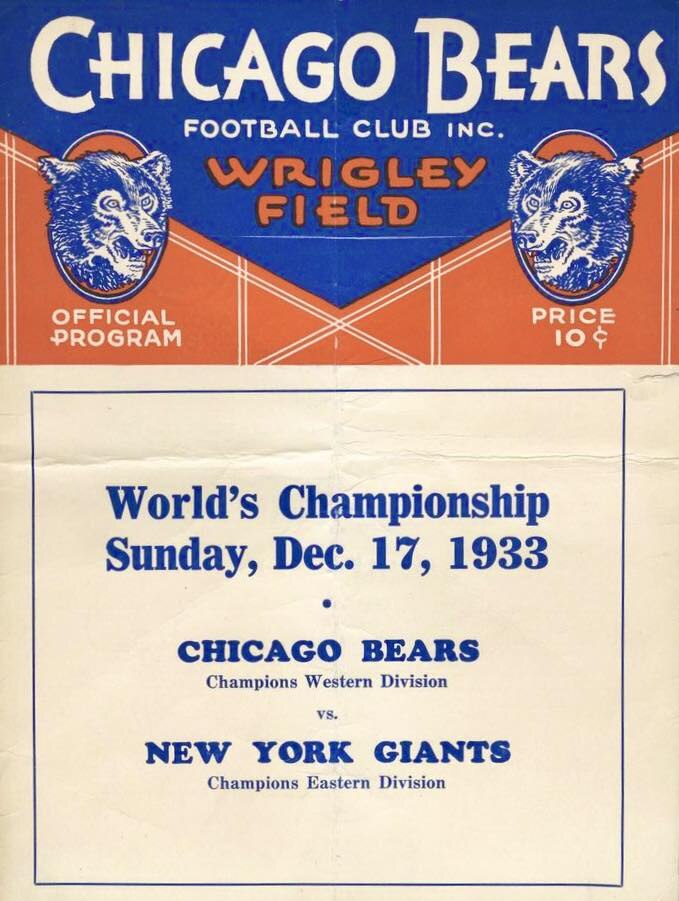 CHICAGO BEARS
FOOTBALL CLUB INC.
WRIGLEY
FIELD
OFFICIAL
PROGRAM
PRICE
10¢
World's Championship
Sunday, Dec. 17, 1933
•
CHICAGO BEARS
Champions Western Division
vs.
NEW YORK GIANTS
Champions Eastern Division